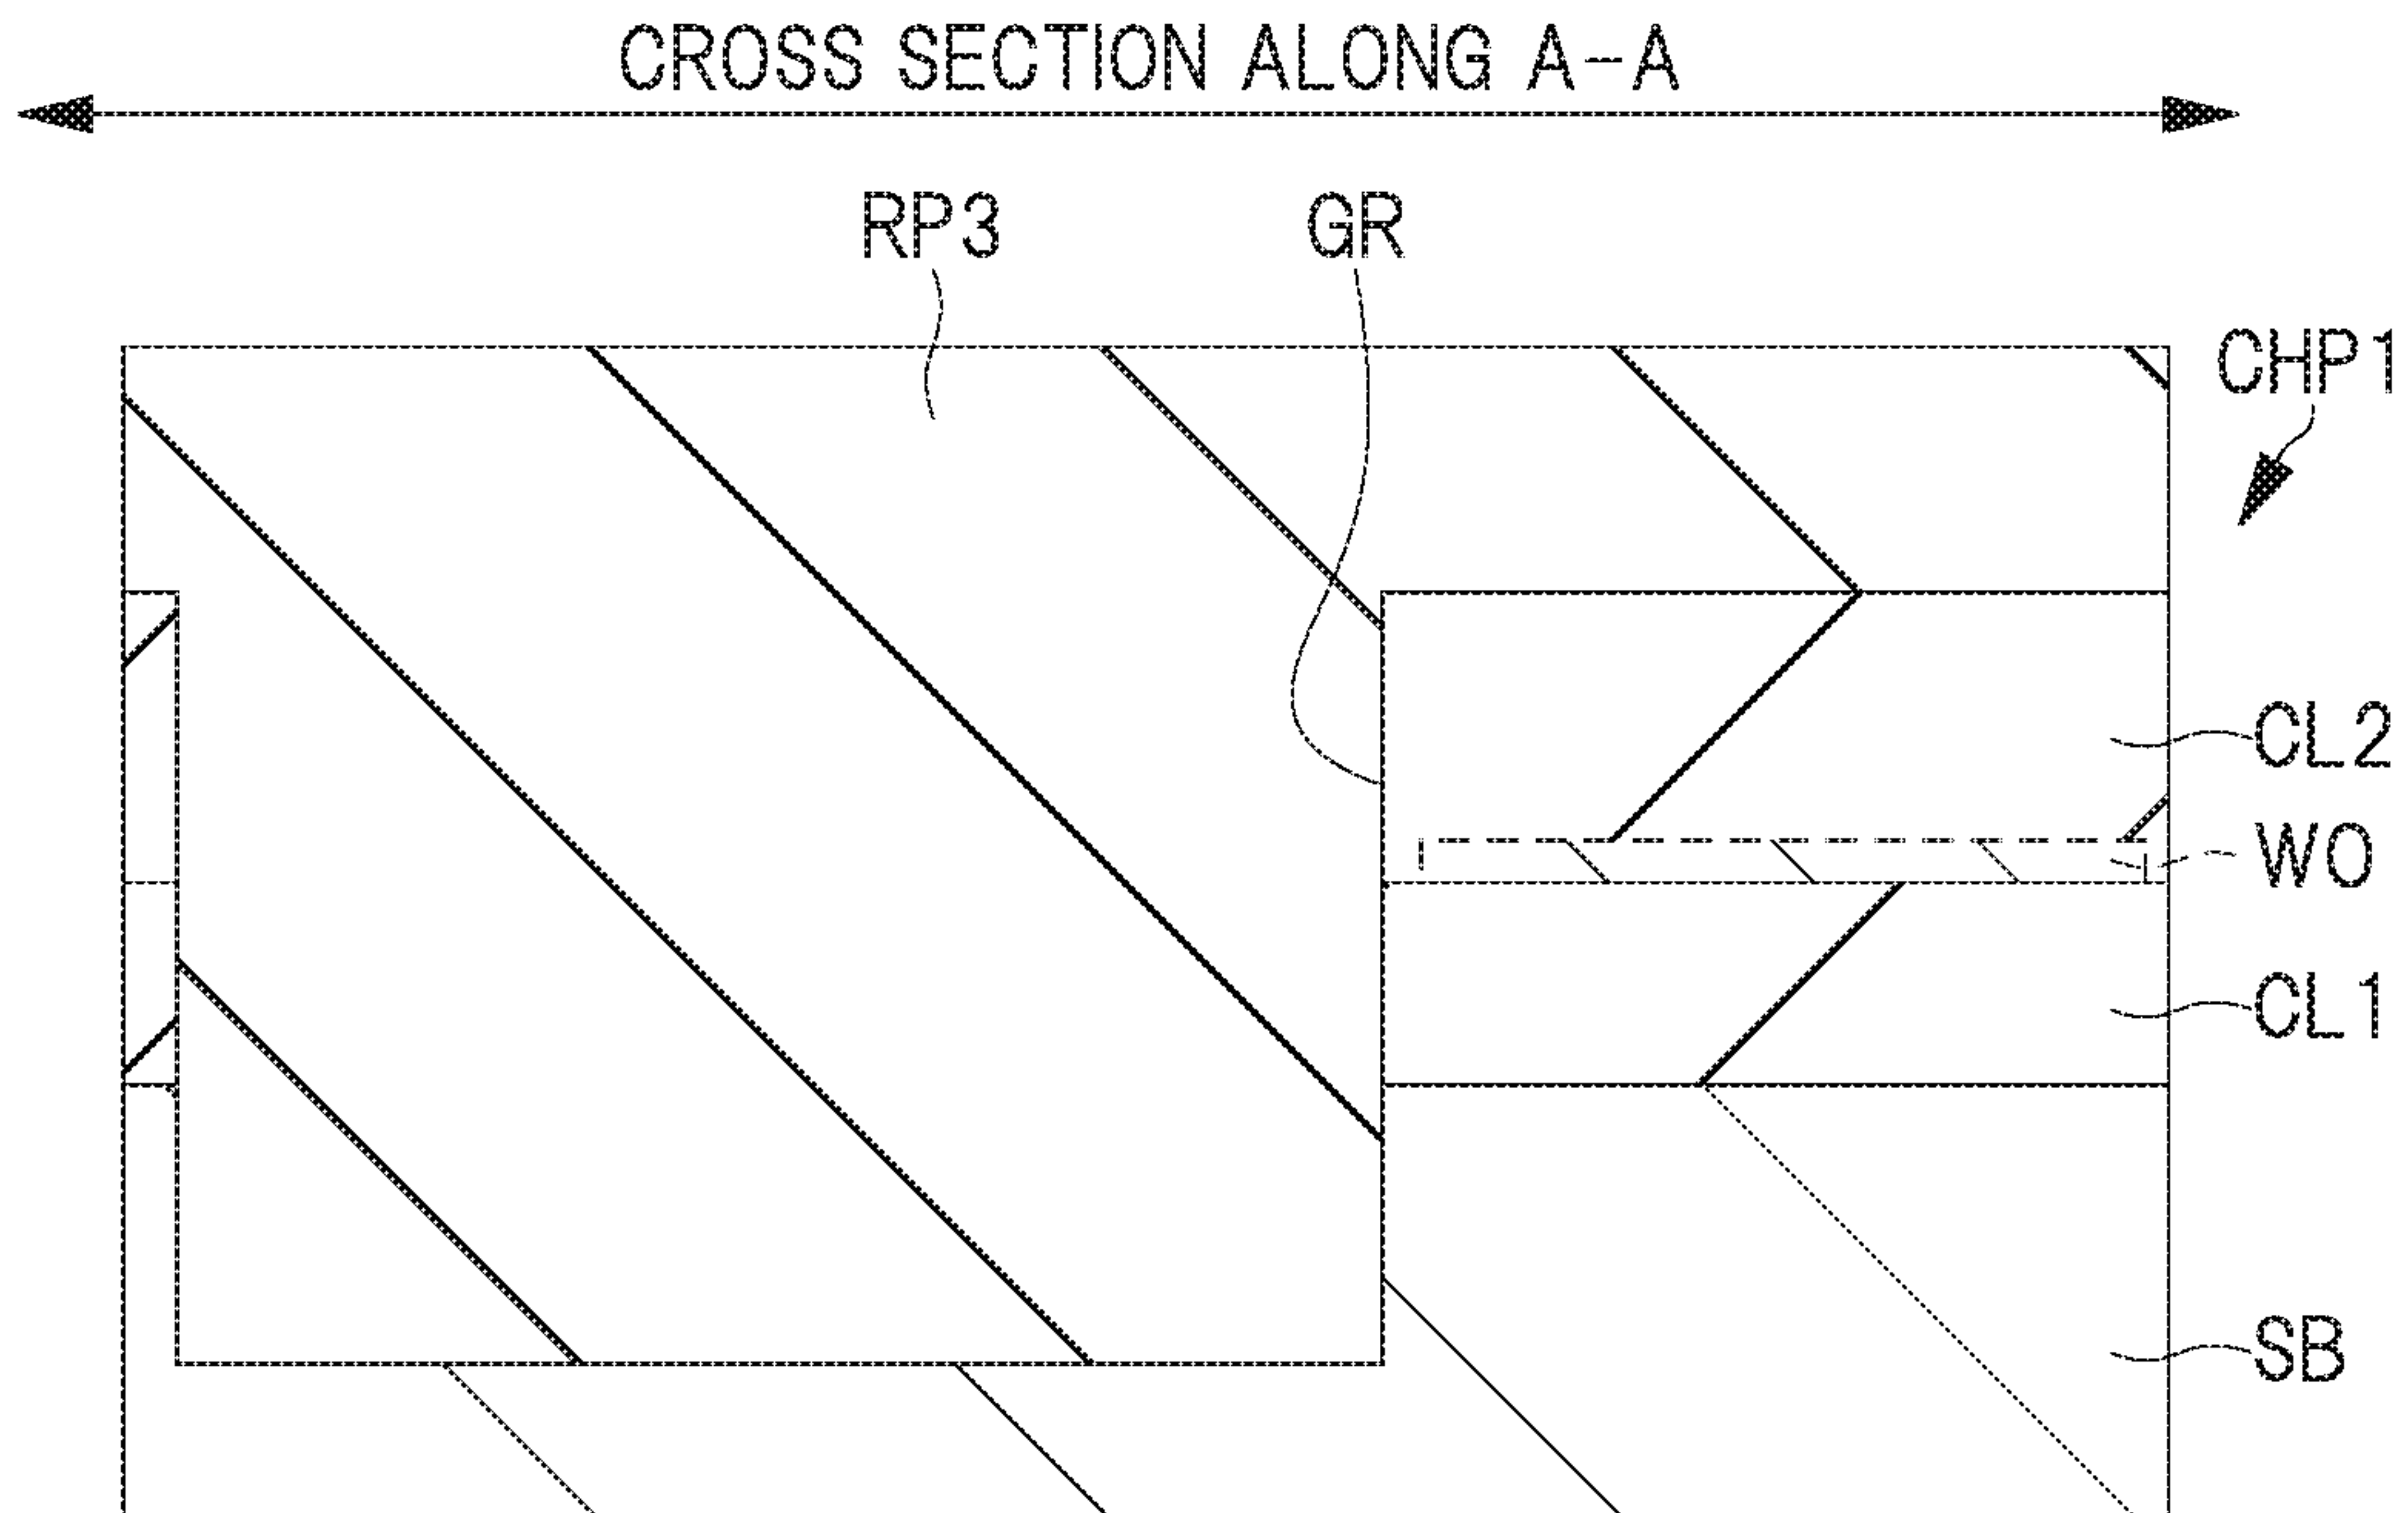 CROSS SECTION ALONG A-A
RP3
GR
CHP1
CL2
WO
CL1
SB